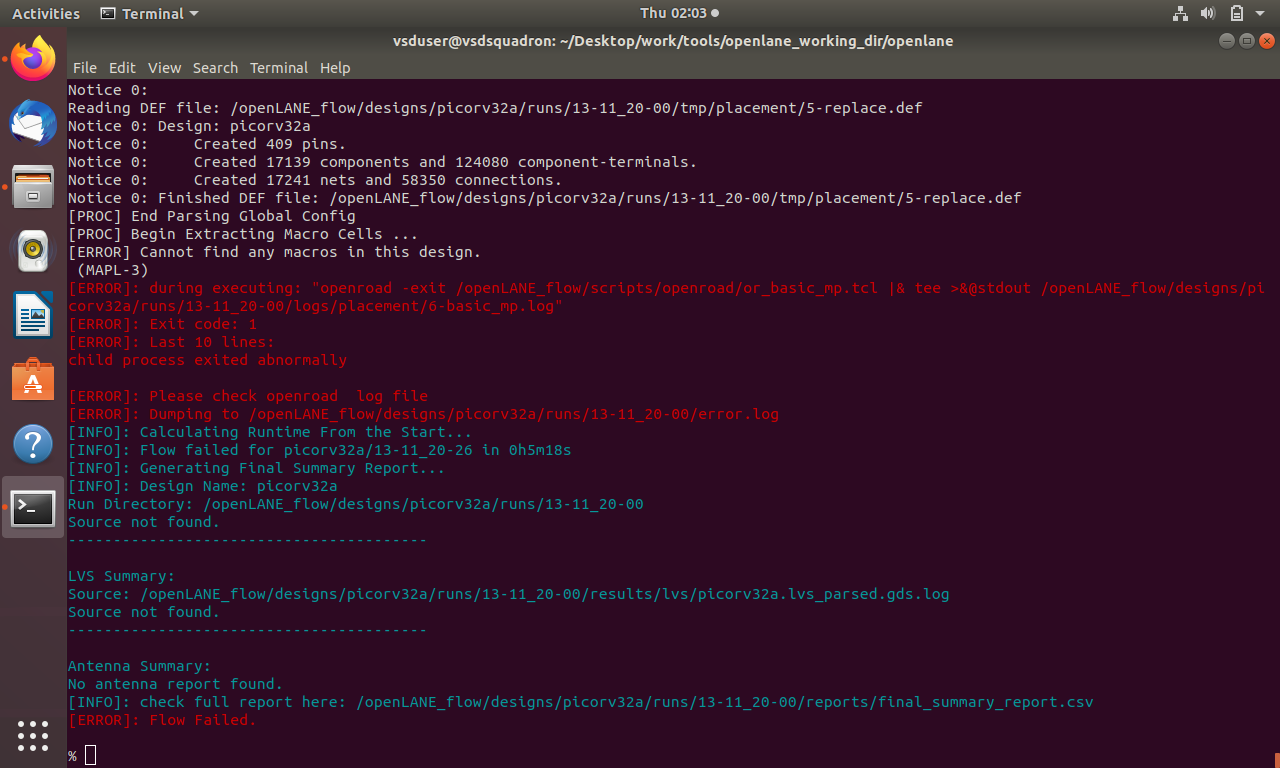 Activities Terminal Thu 02:03
vsduser@vsdsquadron: ~/Desktop/work/tools/openlane_working_dir/openlane
File Edit View Search Terminal Help
Notice 0:
Reading DEF file: /openLANE_flow/designs/picorv32a/runs/13-11_20-00/tmp/placement/5-replace.def
Notice 0: Design: picorv32a
Notice 0:     Created 409 pins.
Notice 0:     Created 17139 components and 124080 component-terminals.
Notice 0:     Created 17241 nets and 58350 connections.
Notice 0: Finished DEF file: /openLANE_flow/designs/picorv32a/runs/13-11_20-00/tmp/placement/5-replace.def
[PROC] End Parsing Global Config
[PROC] Begin Extracting Macro Cells ...
[ERROR] Cannot find any macros in this design.
 (MAPL-3)
[ERROR]: during executing: "openroad -exit /openLANE_flow/scripts/openroad/or_basic_mp.tcl |& tee >&@stdout /openLANE_flow/designs/pi
corv32a/runs/13-11_20-00/logs/placement/6-basic_mp.log"
[ERROR]: Exit code: 1
[ERROR]: Last 10 lines:
child process exited abnormally
[ERROR]: Please check openroad  log file
[ERROR]: Dumping to /openLANE_flow/designs/picorv32a/runs/13-11_20-00/error.log
[INFO]: Calculating Runtime From the Start...
[INFO]: Flow failed for picorv32a/13-11_20-26 in 0h5m18s
[INFO]: Generating Final Summary Report...
[INFO]: Design Name: picorv32a
Run Directory: /openLANE_flow/designs/picorv32a/runs/13-11_20-00
Source not found.
----------------------------------------
LVS Summary:
Source: /openLANE_flow/designs/picorv32a/runs/13-11_20-00/results/lvs/picorv32a.lvs_parsed.gds.log
Source not found.
----------------------------------------
Antenna Summary:
No antenna report found.
[INFO]: check full report here: /openLANE_flow/designs/picorv32a/runs/13-11_20-00/reports/final_summary_report.csv
[ERROR]: Flow Failed.
%